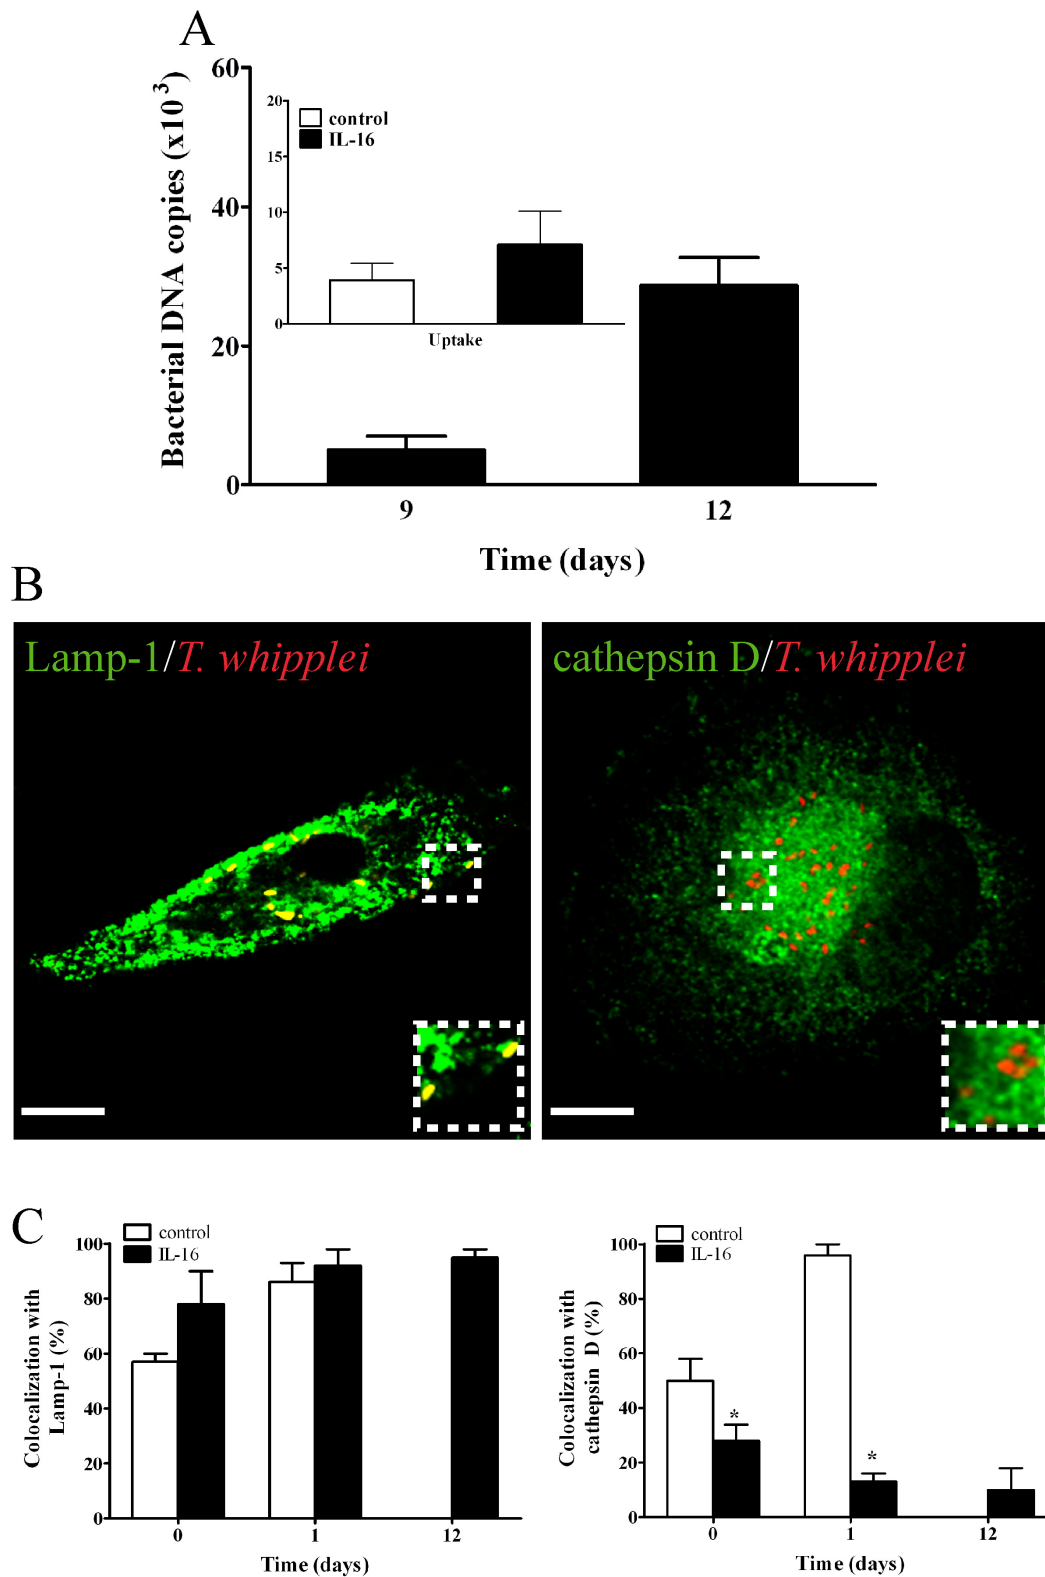 A
Bacterial DNA copies (x10³)
60
40
20
0
20
15
10
5
0
control
IL-16
Uptake
9
12
Time (days)
B
Lamp-1/T. whipplei
cathepsin D/T. whipplei
C
Colocalization with
Lamp-1 (%)
100
80
60
40
20
0
control
IL-16
0
1
12
Time (days)
Colocalization with
cathepsin D (%)
100
80
60
40
20
0
control
IL-16
*
*
0
1
12
Time (days)